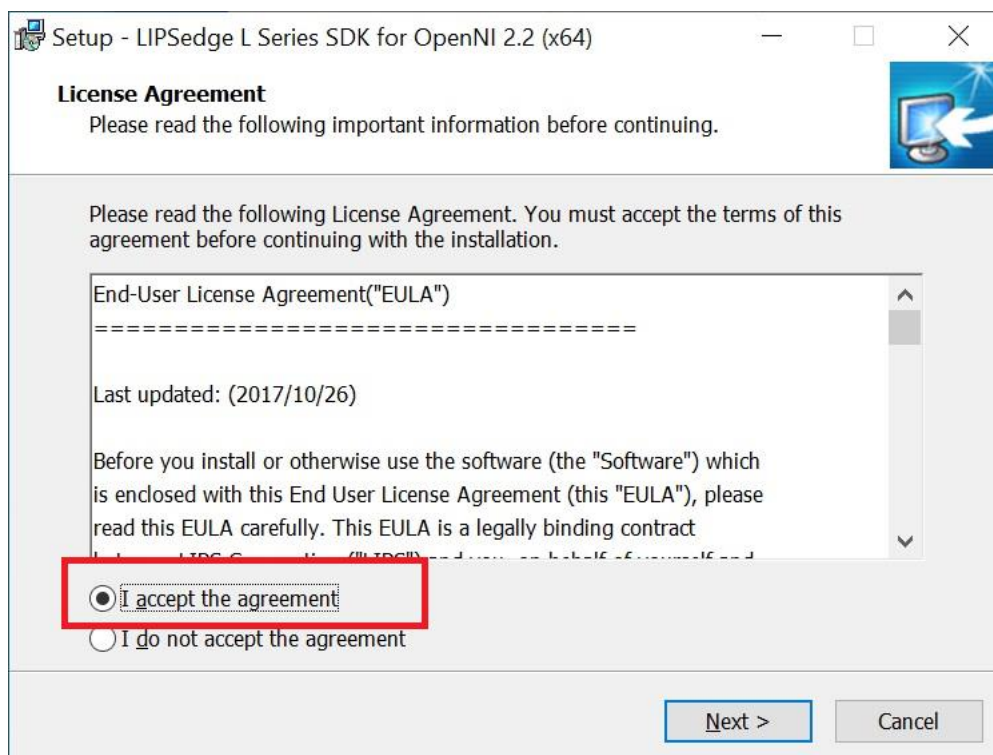 Setup - LIPSedge L Series SDK for OpenNI 2.2 (x64)
License Agreement
Please read the following important information before continuing.
Please read the following License Agreement. You must accept the terms of this
agreement before continuing with the installation.
End-User License Agreement("EULA")
===================================
Last updated: (2017/10/26)
Before you install or otherwise use the software (the "Software") which
is enclosed with this End User License Agreement (this "EULA"), please
read this EULA carefully. This EULA is a legally binding contract
I accept the agreement
I do not accept the agreement
Next >
Cancel